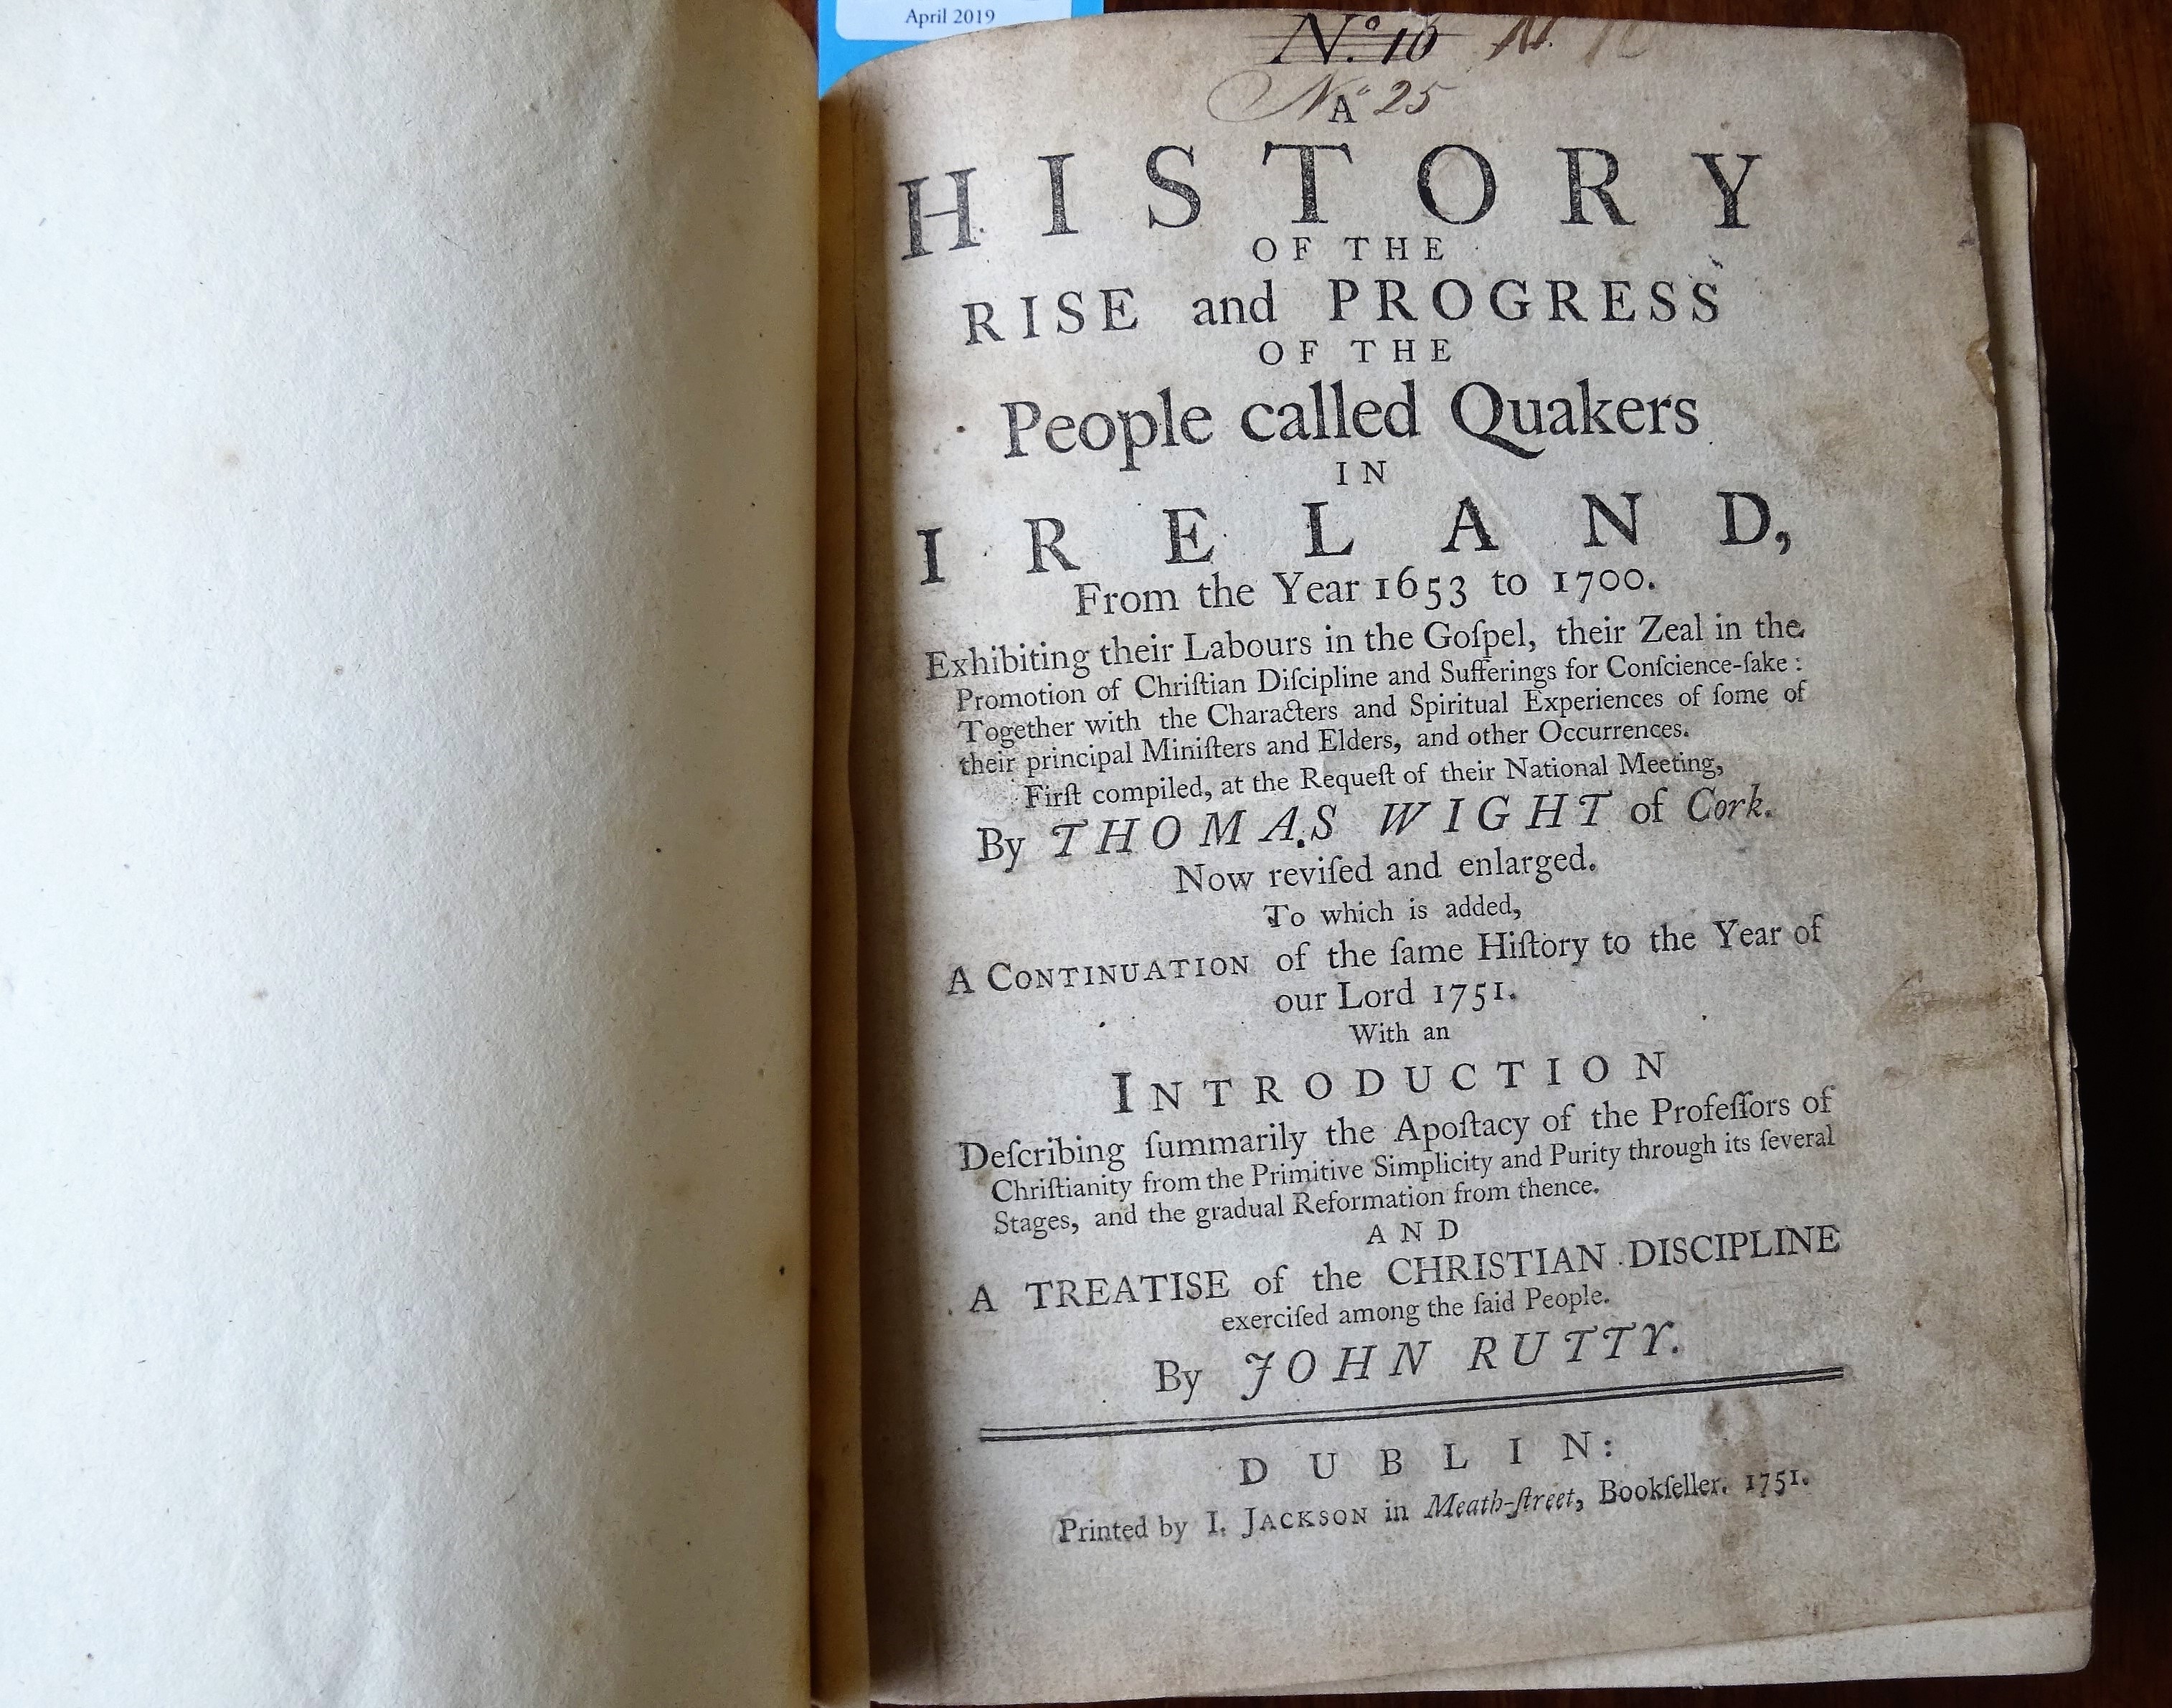 April 2019
No. 10 N. 10
No 25
A
HISTORY
OF THE
RISE and PROGRESS
OF THE
People called Quakers
IN
IRELAND,
From the Year 1653 to 1700.
Exhibiting their Labours in the Goſpel, their Zeal in the
Promotion of Chriſtian Diſcipline and Sufferings for Conſcience-ſake:
Together with the Characters and Spiritual Experiences of ſome of
their principal Miniſters and Elders, and other Occurrences.
Firſt compiled, at the Requeſt of their National Meeting,
By THOMAS WIGHT of Cork.
Now reviſed and enlarged.
To which is added,
A CONTINUATION of the ſame Hiſtory to the Year of
our Lord 1751.
With an
INTRODUCTION
Deſcribing ſummarily the Apoſtacy of the Profeſſors of
Chriſtianity from the Primitive Simplicity and Purity through its ſeveral
Stages, and the gradual Reformation from thence.
AND
A TREATISE of the CHRISTIAN DISCIPLINE
exerciſed among the ſaid People.
By JOHN RUTTY.
DUBLIN:
Printed by I. JACKSON in Meath-ſtreet, Bookſeller. 1751.